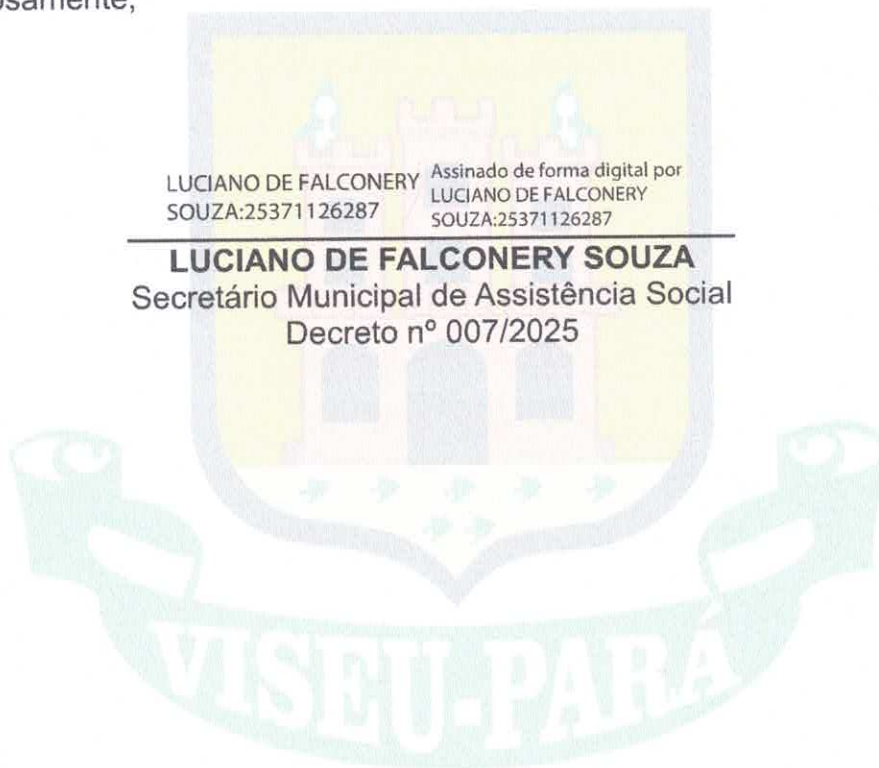 osamente,
LUCIANO DE FALCONERY
SOUZA:25371126287
Assinado de forma digital por
LUCIANO DE FALCONERY
SOUZA:25371126287
LUCIANO DE FALCONERY SOUZA
Secretário Municipal de Assistência Social
Decreto nº 007/2025
VISEU-PARÁ